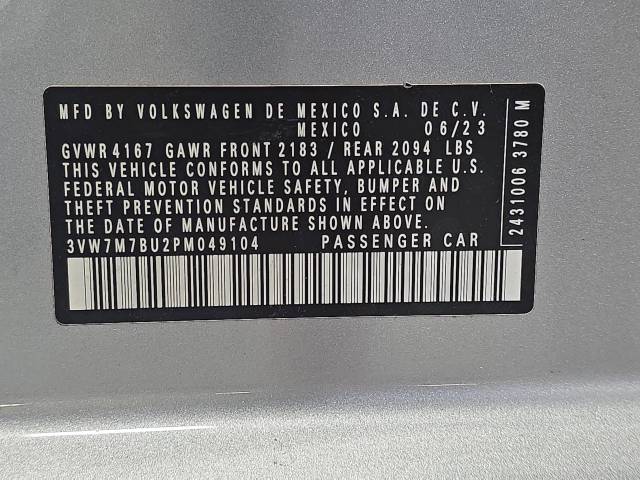 MFD BY VOLKSWAGEN DE MEXICO S.A. DE C.V.
MEXICO 06/23
GVWR 4167 GAWR FRONT 2183 / REAR 2094 LBS
THIS VEHICLE CONFORMS TO ALL APPLICABLE U.S.
FEDERAL MOTOR VEHICLE SAFETY, BUMPER AND
THEFT PREVENTION STANDARDS IN EFFECT ON
THE DATE OF MANUFACTURE SHOWN ABOVE.
3VW7M7BU2PM049104 PASSENGER CAR
24310063780 M